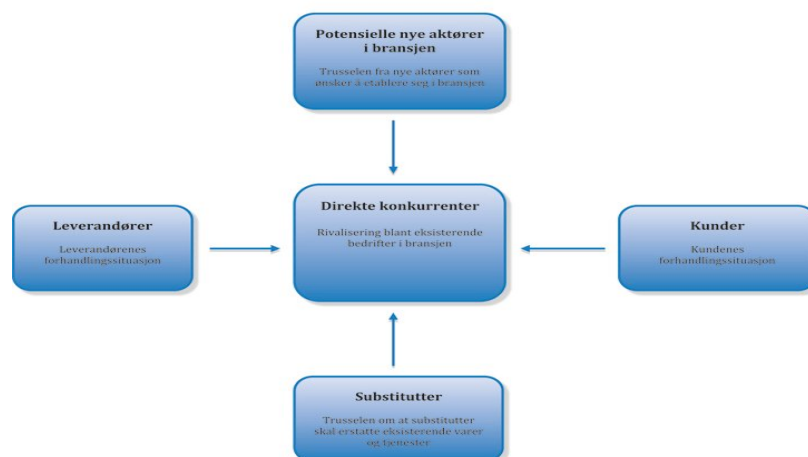 Potensielle nye aktører
i bransjen
Trusselen fra nye aktører som
ønsker å etablere seg i bransjen
Leverandører
Leverandørenes
forhandlingssituasjon
Direkte konkurrenter
Rivalisering blant eksisterende
bedrifter i bransjen
Kunder
Kundenes
forhandlingssituasjon
Substitutter
Trusselen om at substitutter
skal erstatte eksisterende varer
og tjenester